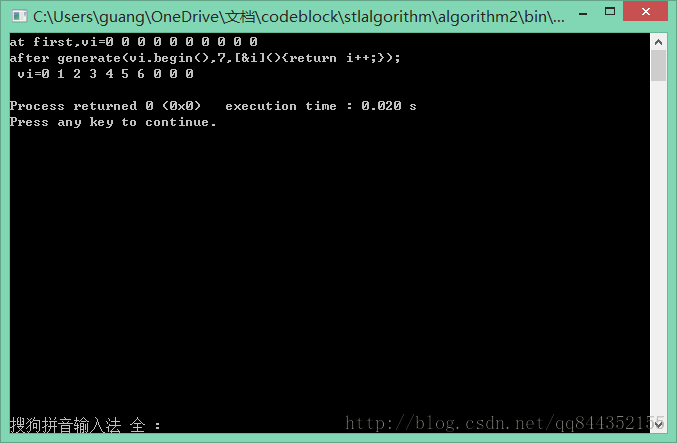 C:\Users\guang\OneDrive\文档\codeblock\stlalgorithm\algorithm2\bin\...
at first,vi=0 0 0 0 0 0 0 0 0 0
after generate(vi.begin(),7,[&i](){return i++;});
 vi=0 1 2 3 4 5 6 0 0 0
Process returned 0 (0x0)   execution time : 0.020 s
Press any key to continue.
搜狗拼音输入法 全 :
http://blog.csdn.net/qq844352155